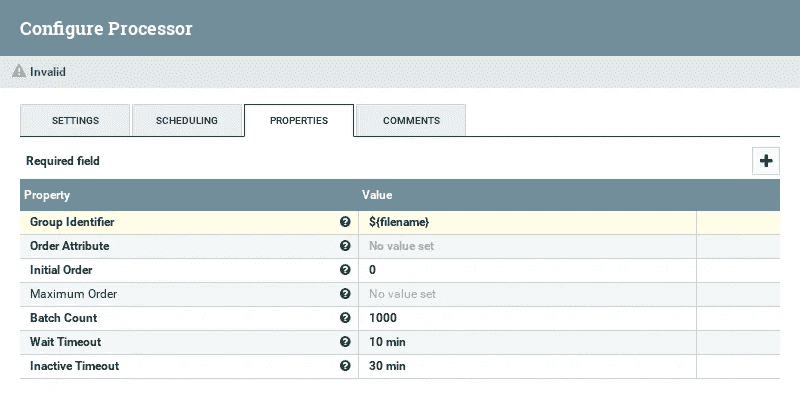 Configure Processor
Invalid
SETTINGS SCHEDULING PROPERTIES COMMENTS
Required field
Property Value
Group Identifier ${filename}
Order Attribute No value set
Initial Order 0
Maximum Order No value set
Batch Count 1000
Wait Timeout 10 min
Inactive Timeout 30 min